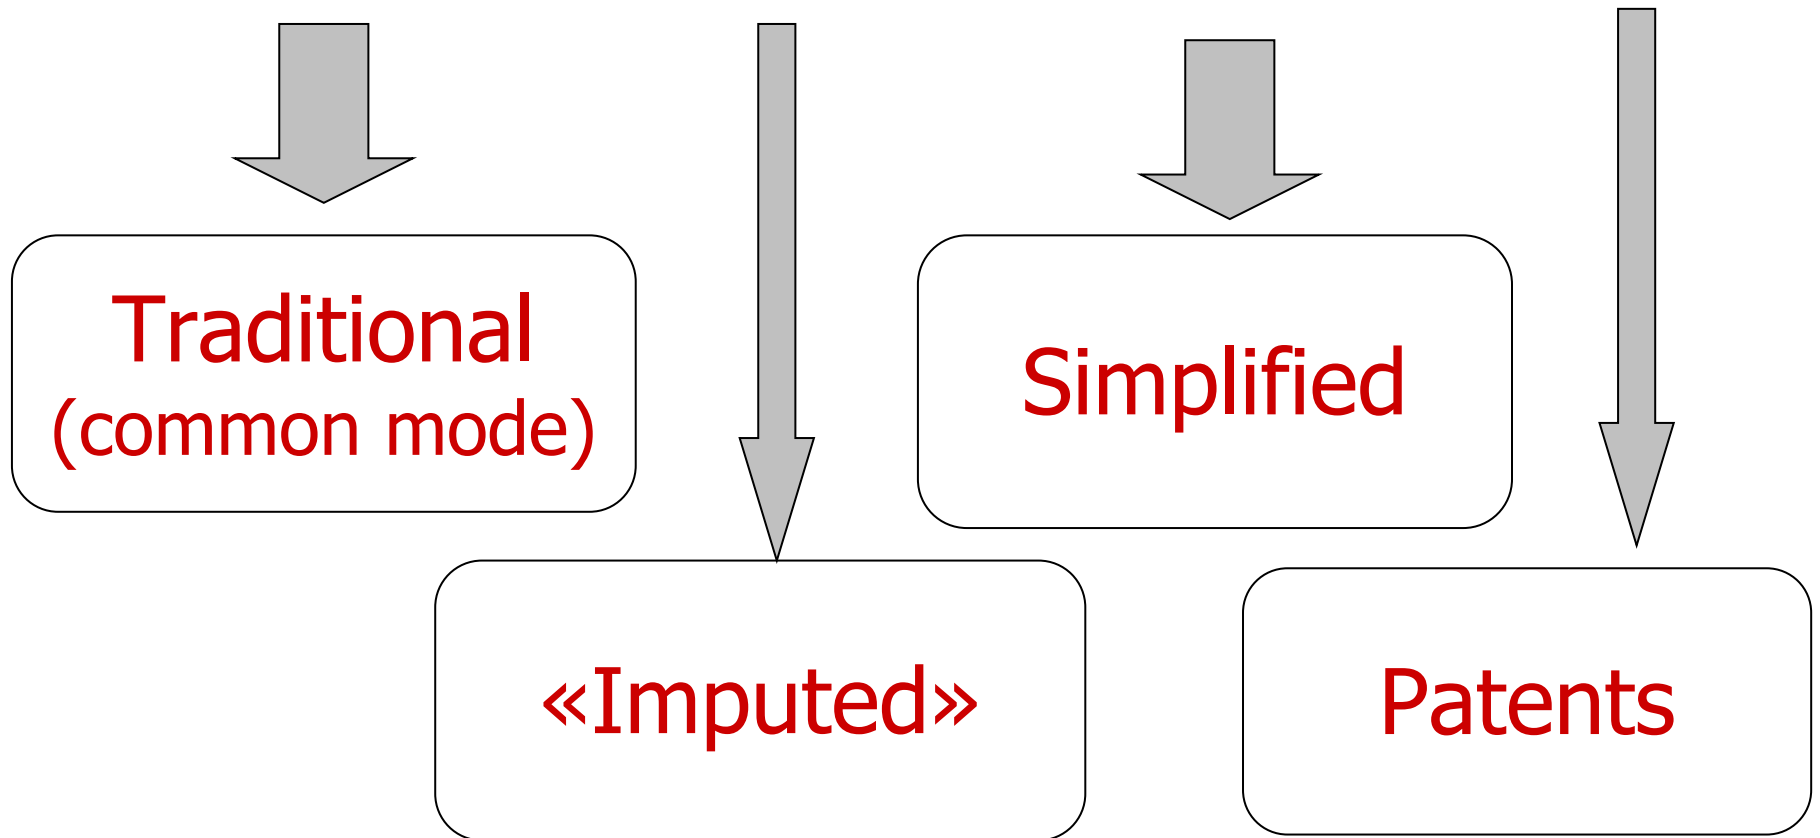 Traditional
(common mode)
Simplified
«Imputed»
Patents